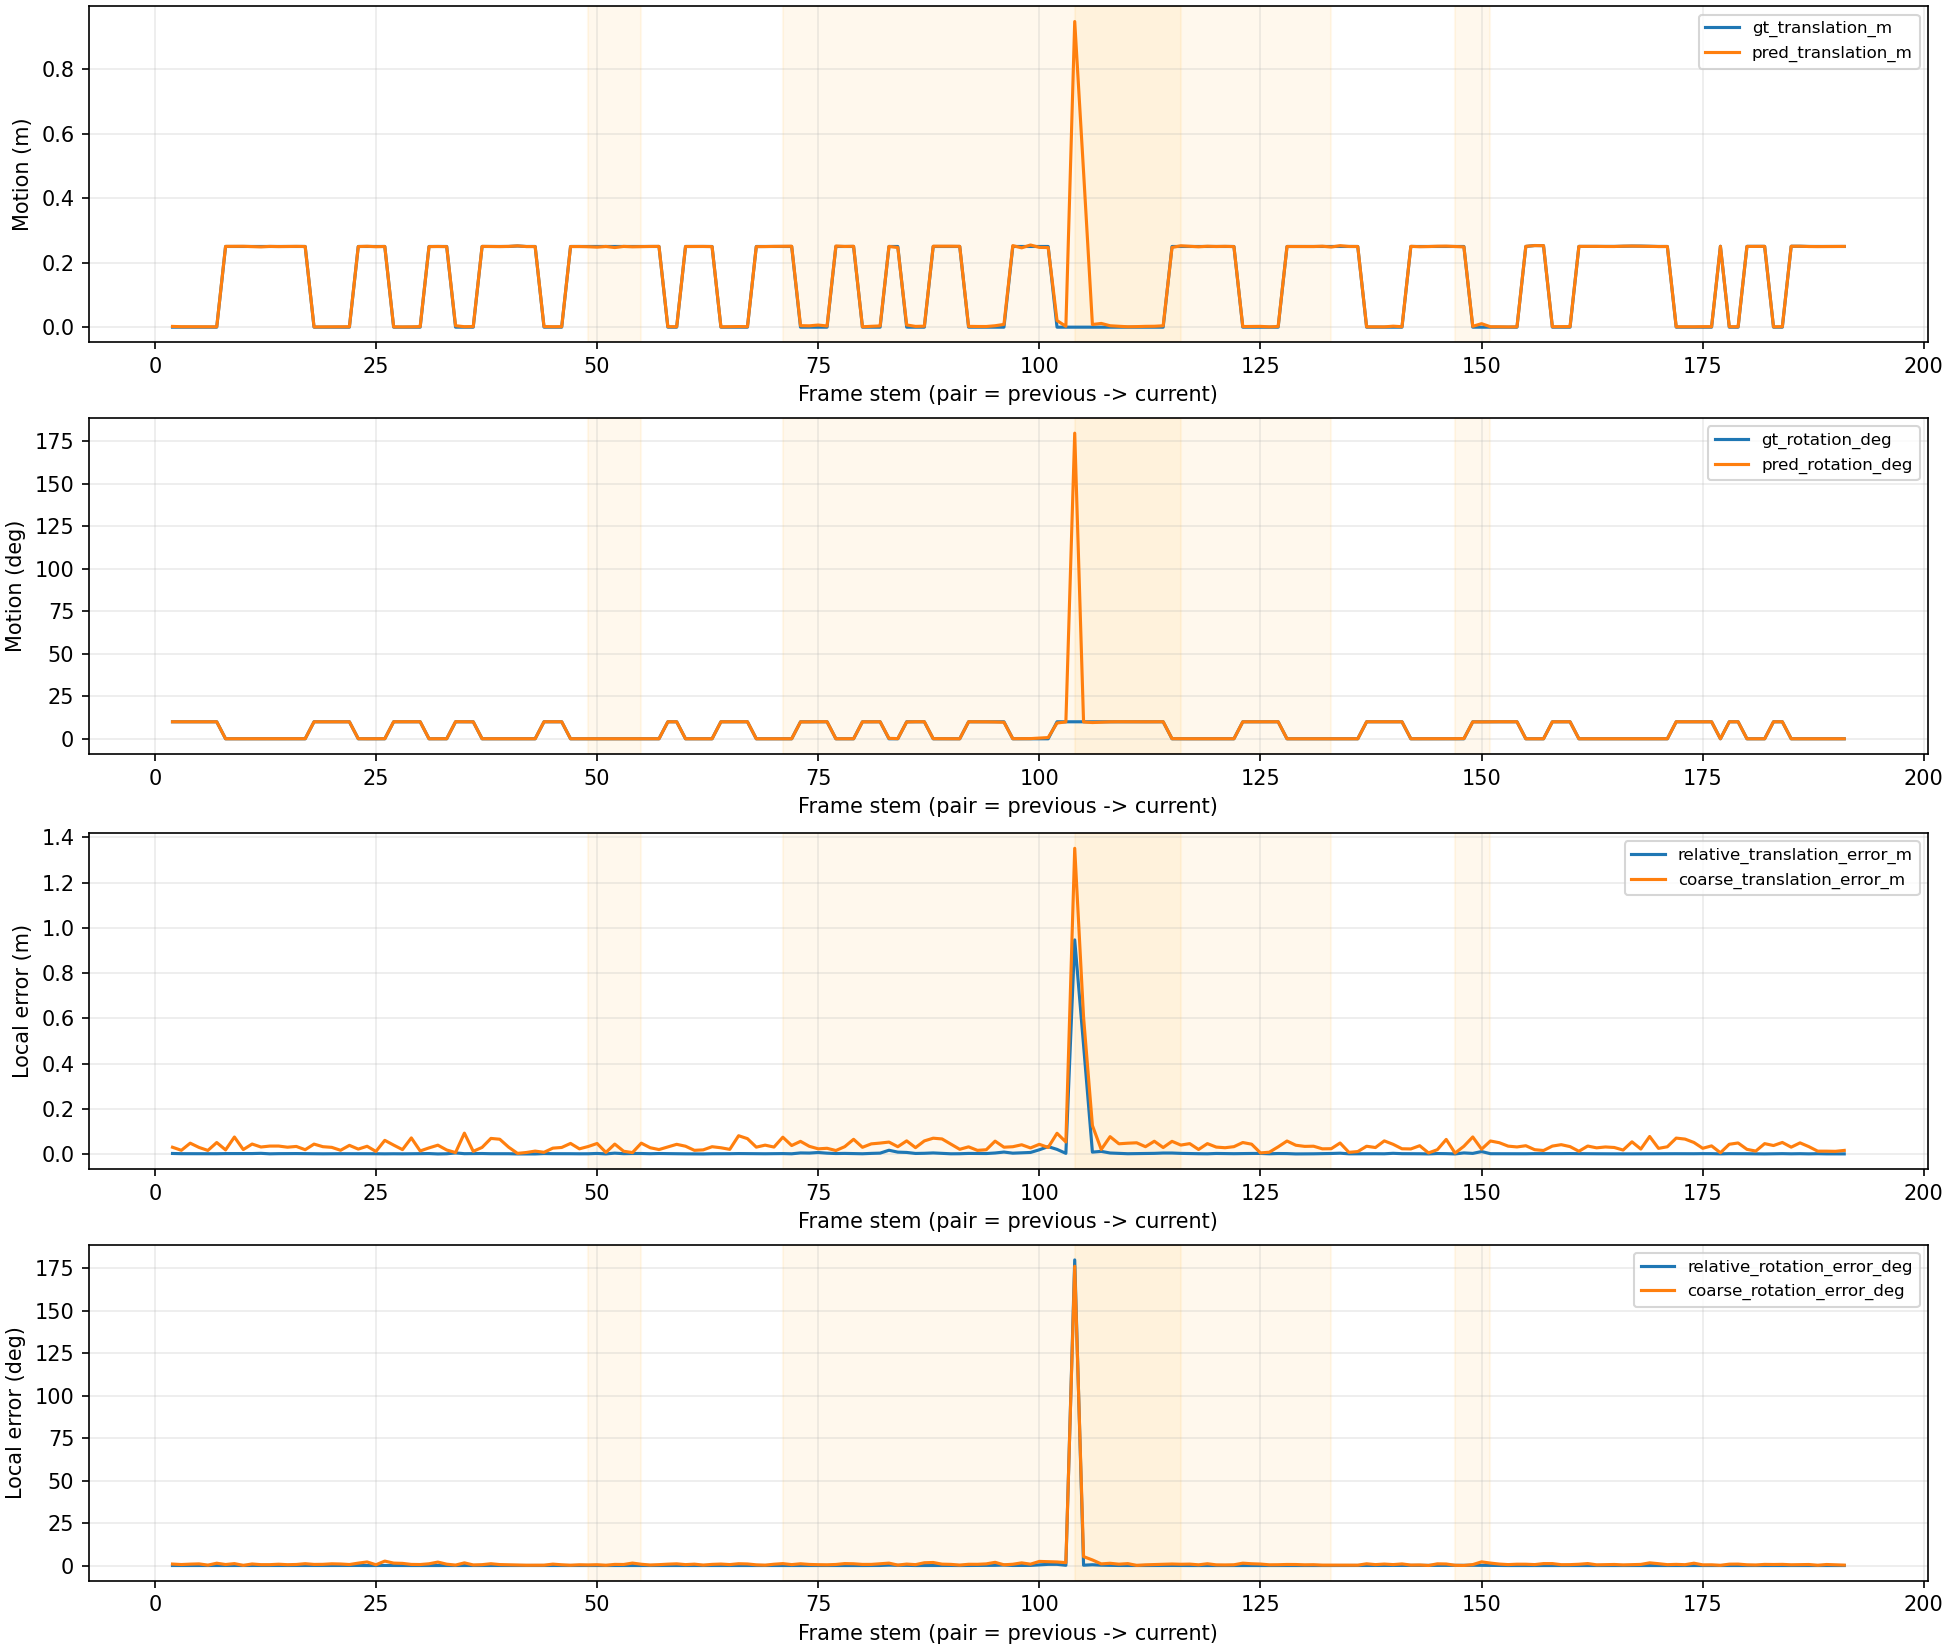 gt_translation_m
pred_translation_m
Motion (m)
0.8
0.6
0.4
0.2
0.0
0 25 50 75 100 125 150 175 200
Frame stem (pair = previous -> current)
gt_rotation_deg
pred_rotation_deg
Motion (deg)
175
150
125
100
75
50
25
0
0 25 50 75 100 125 150 175 200
Frame stem (pair = previous -> current)
relative_translation_error_m
coarse_translation_error_m
Local error (m)
1.4
1.2
1.0
0.8
0.6
0.4
0.2
0.0
0 25 50 75 100 125 150 175 200
Frame stem (pair = previous -> current)
relative_rotation_error_deg
coarse_rotation_error_deg
Local error (deg)
175
150
125
100
75
50
25
0
0 25 50 75 100 125 150 175 200
Frame stem (pair = previous -> current)